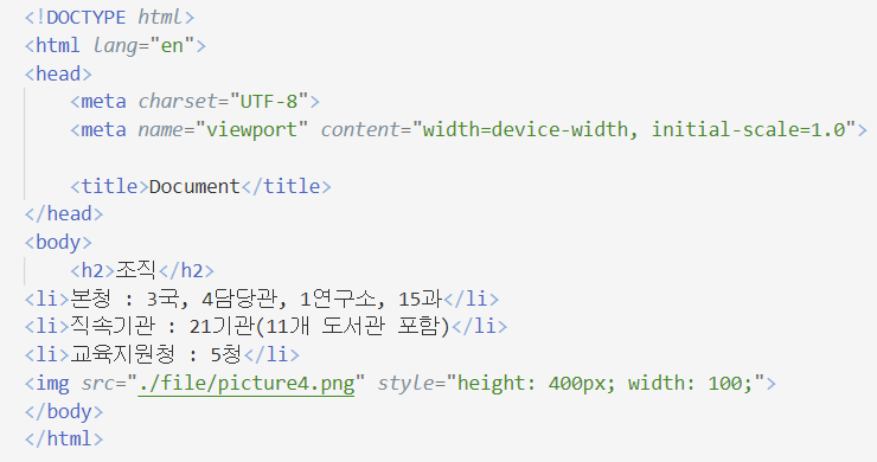 <!DOCTYPE html>
<html lang="en">
<head>
<meta charset="UTF-8">
<meta name="viewport" content="width=device-width, initial-scale=1.0">
<title>Document</title>
</head>
<body>
<h2>조직</h2>
<li>본청 : 3국, 4담당관, 1연구소, 15과</li>
<li>직속기관 : 21기관(11개 도서관 포함)</li>
<li>교육지원청 : 5청</li>
<img src="./file/picture4.png" style="height: 400px; width: 100;">
</body>
</html>